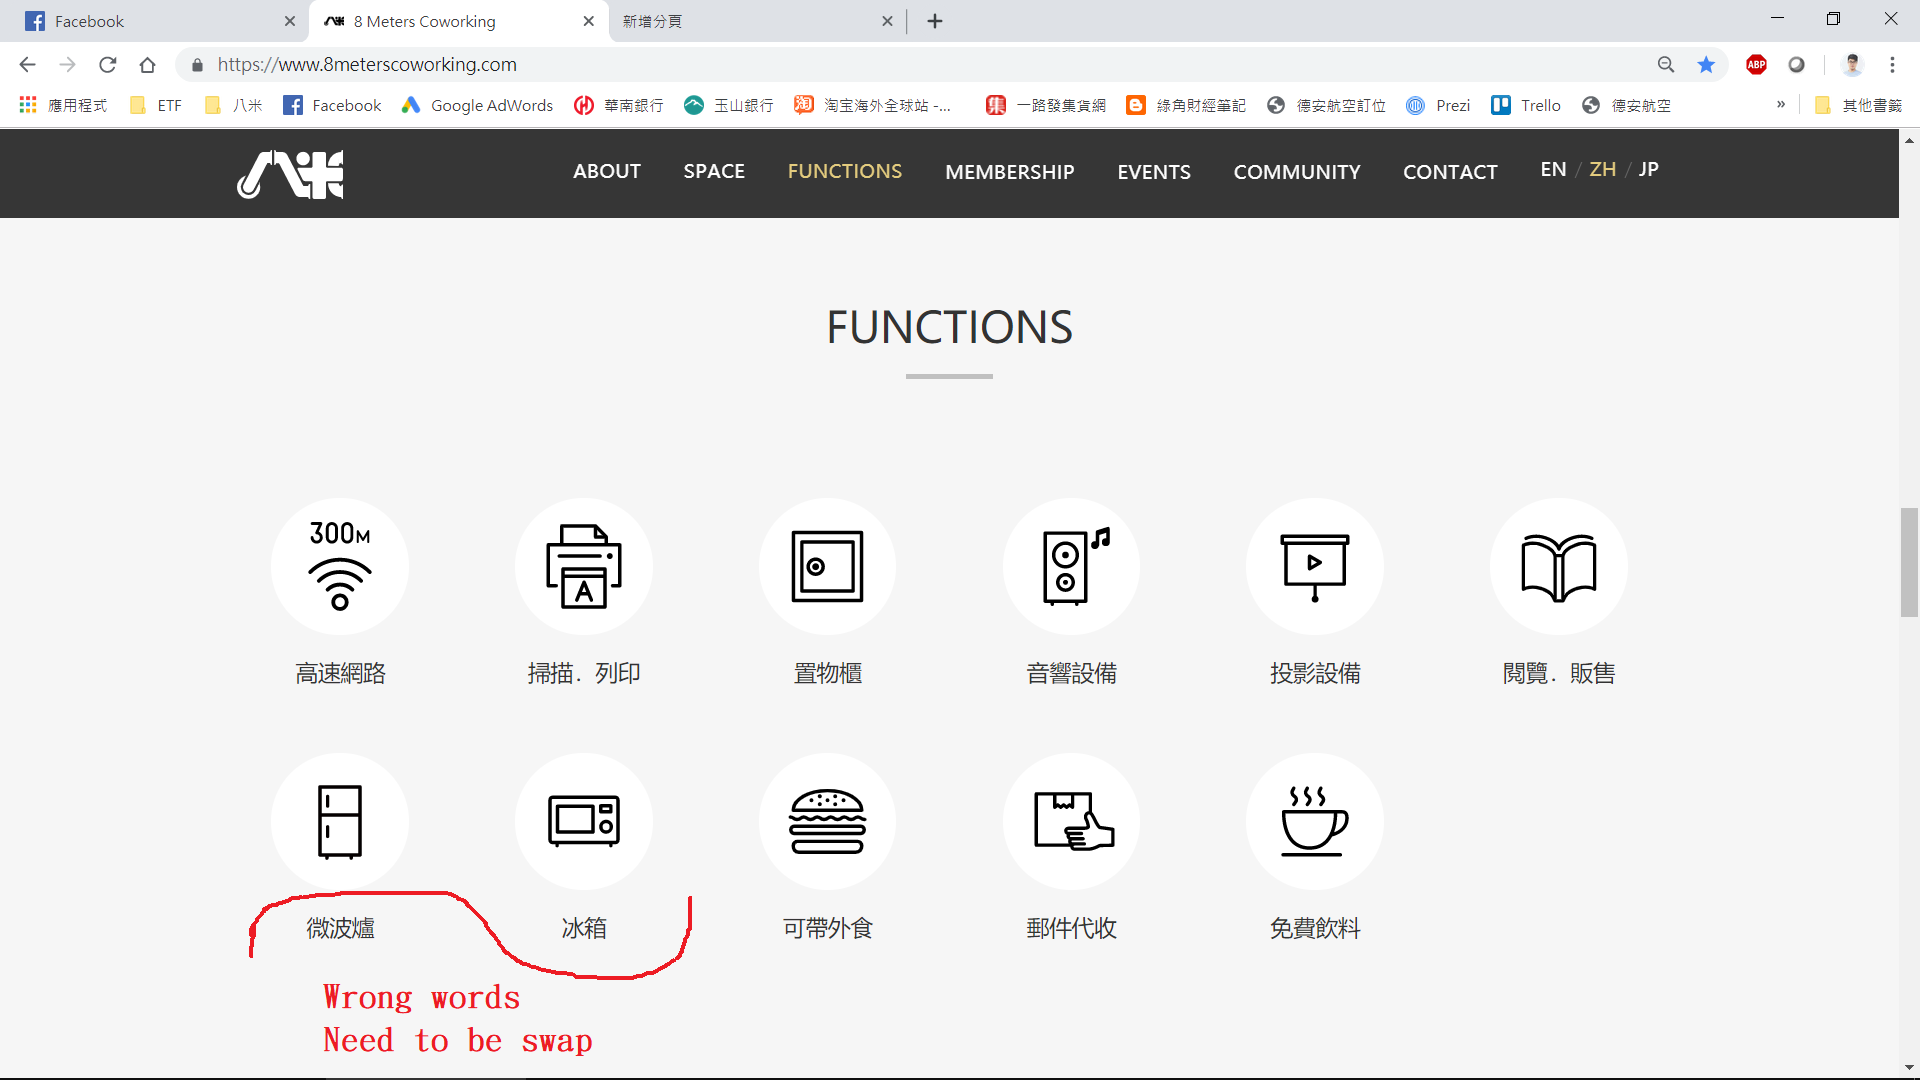 Facebook
8 Meters Coworking
新增分頁
https://www.8meterscoworking.com
ABP
應用程式
ETF
八米
Facebook
Google AdWords
華南銀行
玉山銀行
淘
淘宝海外全球站 -...
集
一路發集貨網
綠角財經筆記
德安航空訂位
Prezi
Trello
德安航空
»
其他書籤
八米
ABOUT
SPACE
FUNCTIONS
MEMBERSHIP
EVENTS
COMMUNITY
CONTACT
EN / ZH / JP
FUNCTIONS
300M
A
高速網路
掃描．列印
置物櫃
音響設備
投影設備
閱覽．販售
微波爐
冰箱
可帶外食
郵件代收
免費飲料
Wrong words
Need to be swap